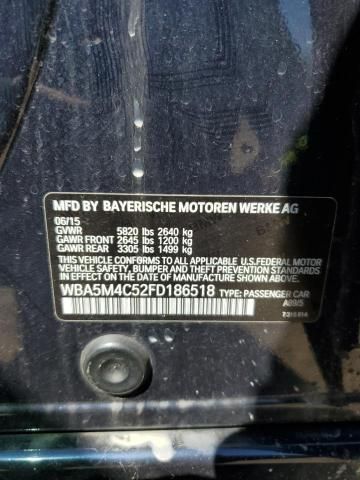 MFD BY BAYERISCHE MOTOREN WERKE AG
06/15
GVWR 5820 lbs 2640 kg
GAWR FRONT 2645 lbs 1200 kg
GAWR REAR 3305 lbs 1499 kg
THIS VEHICLE CONFORMS TO ALL APPLICABLE U.S.FEDERAL MOTOR
VEHICLE SAFETY, BUMPER, AND THEFT PREVENTION STANDARDS
IN EFFECT ON THE DATE OF MANUFACTURE SHOWN ABOVE.
WBA5M4C52FD186518 TYPE: PASSENGER CAR
A89/5